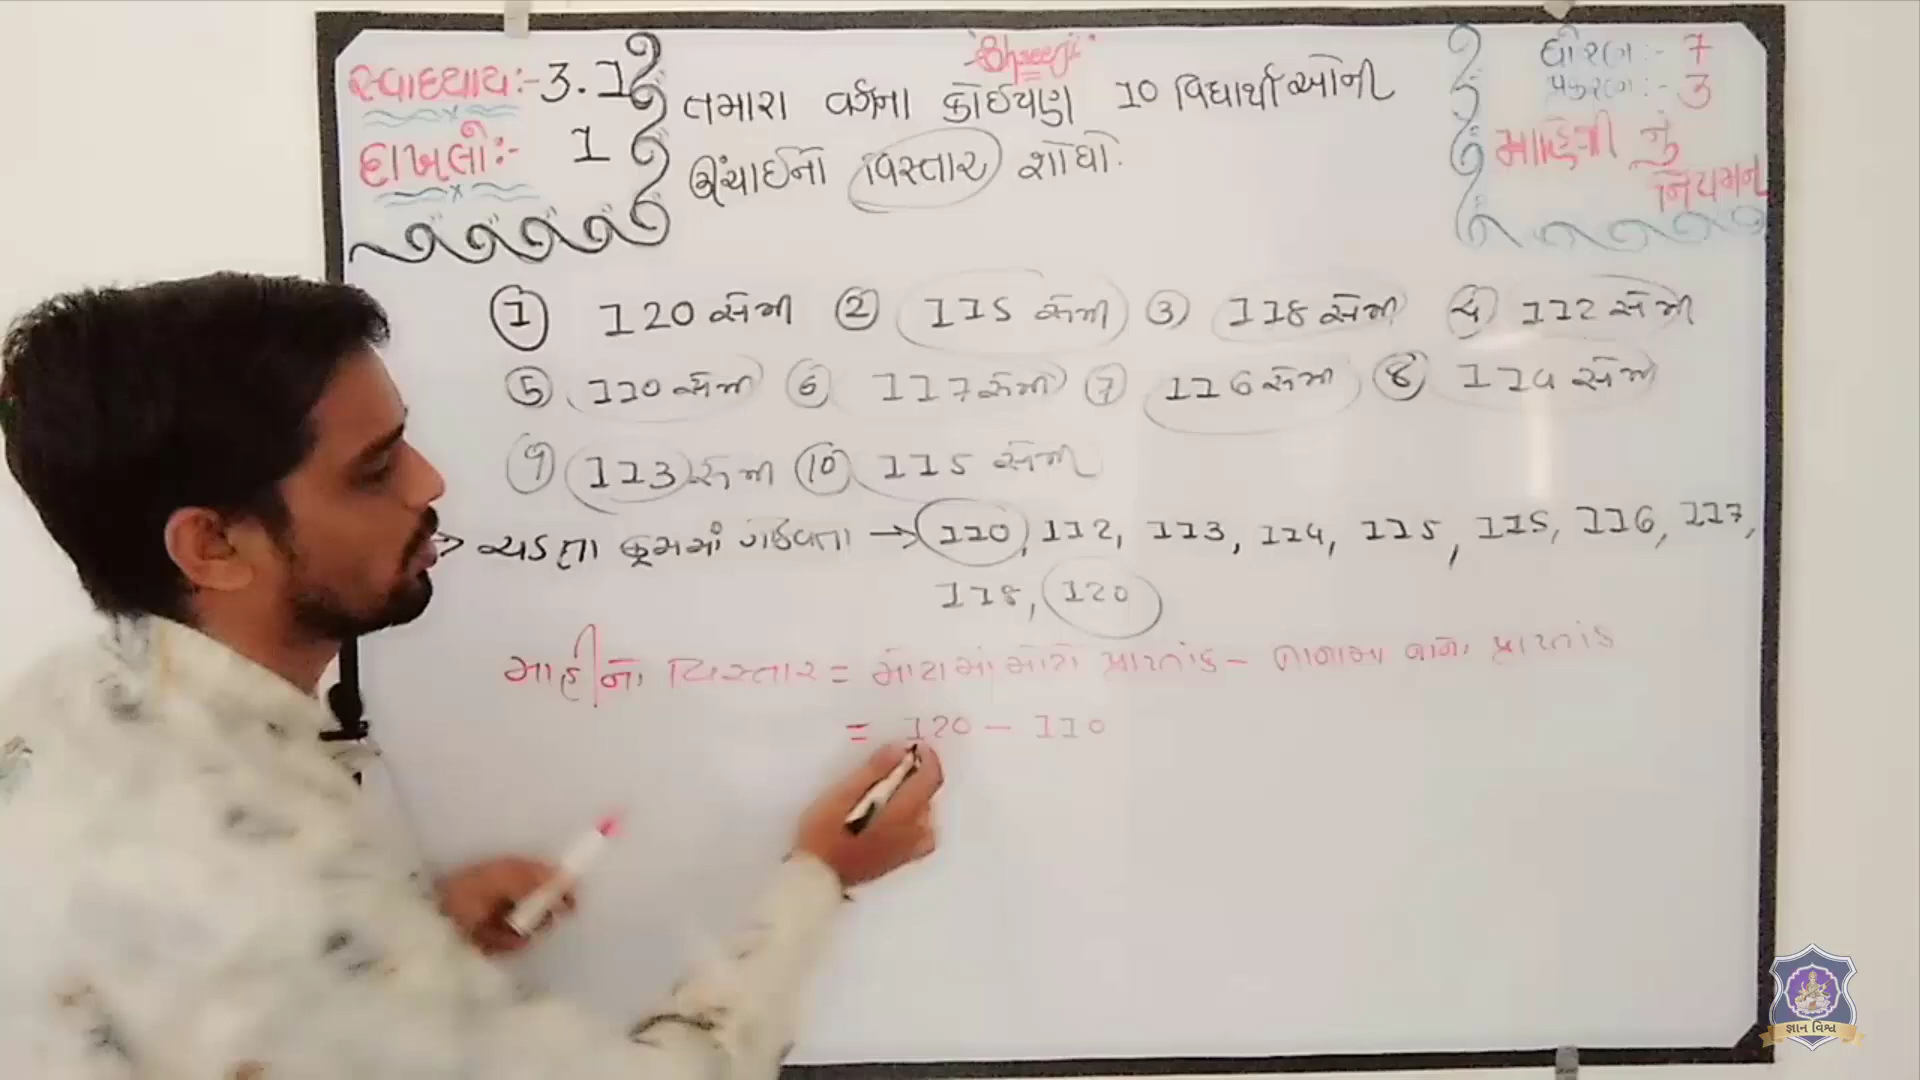 Shreeji
સ્વાધ્યાય:- 3.1
દાખલો:- 1
તમારા વર્ગના કોઈપણ 10 વિદ્યાર્થીઓની
ઊંચાઈનો વિસ્તાર શોધો.
ધોરણ:- 7
પ્રકરણ:- 3
માહિતી નું
નિયમન
① 120 સેમી ② 115 સેમી ③ 118 સેમી ④ 112 સેમી
⑤ 110 સેમી ⑥ 117 સેમી ⑦ 116 સેમી ⑧ 114 સેમી
⑨ 113 સેમી ⑩ 115 સેમી
> ચડતા ક્રમમાં ગોઠવતા → 110, 112, 113, 114, 115, 115, 116, 117,
118, 120
વિસ્તાર = મોટામાં મોટો પ્રાપ્તાંક - નાનામાં નાનો પ્રાપ્તાંક
= 120 - 110
જ્ઞાન વિશ્વ